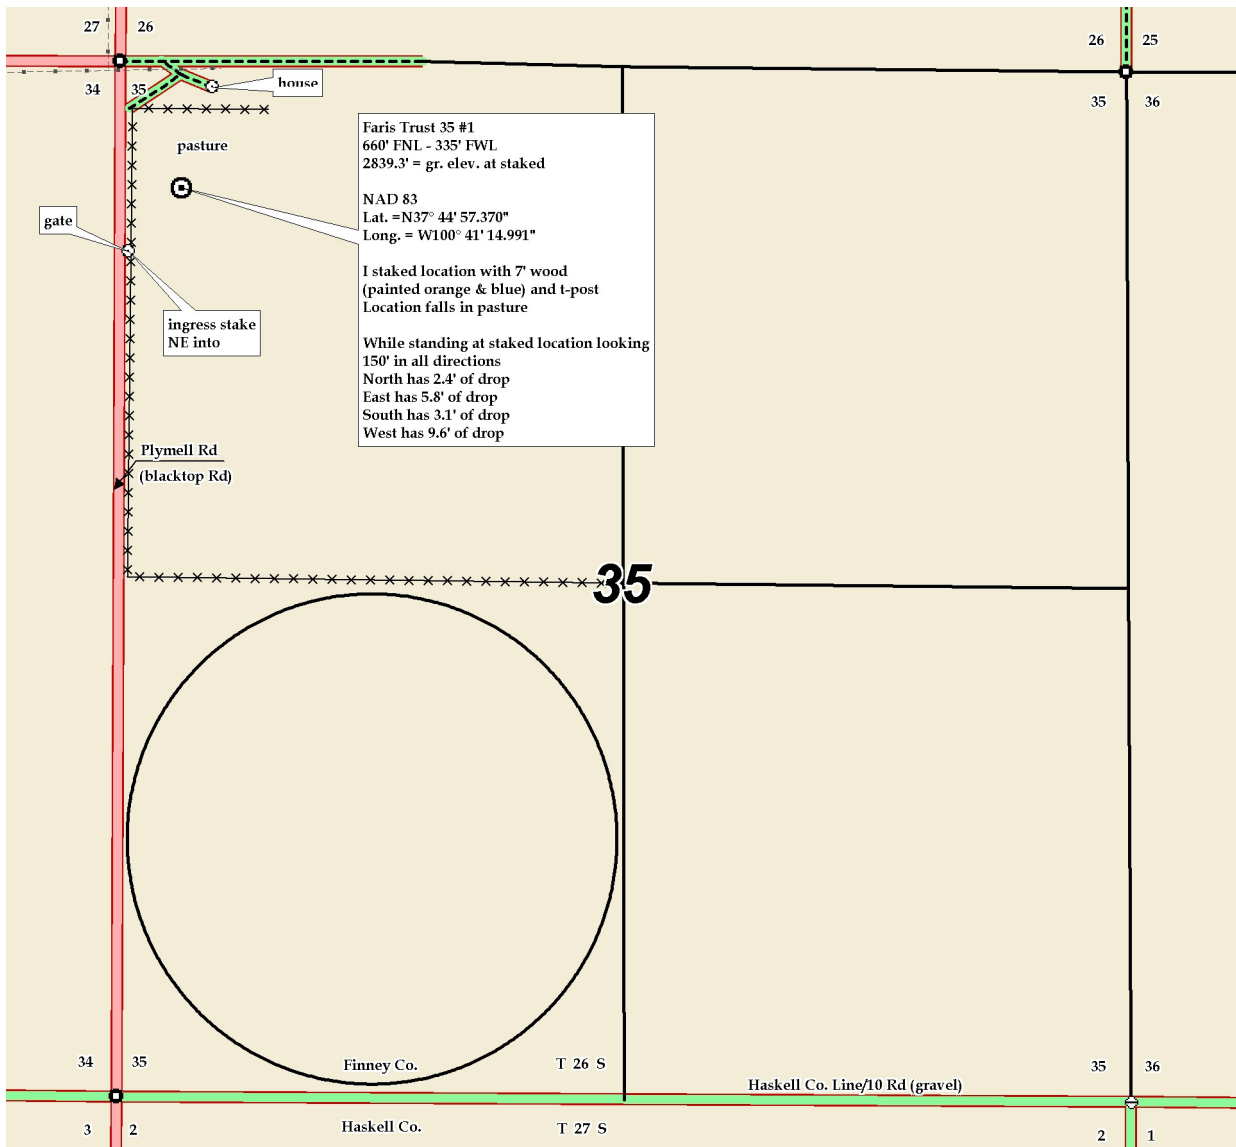 27 26
26 25
34 35
house
35 36
pasture
Faris Trust 35 #1
660' FNL - 335' FWL
2839.3' = gr. elev. at staked
NAD 83
Lat. =N37° 44' 57.370"
Long. = W100° 41' 14.991"
I staked location with 7' wood
(painted orange & blue) and t-post
Location falls in pasture
While standing at staked location looking
150' in all directions
North has 2.4' of drop
East has 5.8' of drop
South has 3.1' of drop
West has 9.6' of drop
gate
ingress stake
NE into
Plymell Rd
(blacktop Rd)
35
34 35
Finney Co.
T 26 S
35 36
Haskell Co. Line/10 Rd (gravel)
3 2
Haskell Co.
T 27 S
2 1